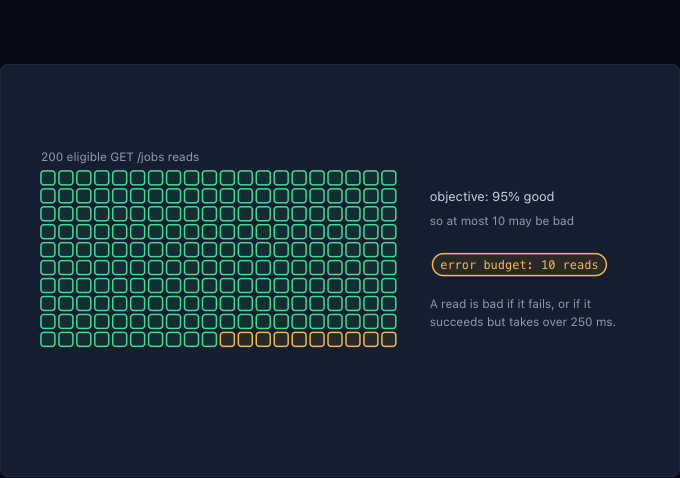 200 eligible GET /jobs reads
objective: 95% good
so at most 10 may be bad
error budget: 10 reads
A read is bad if it fails, or if it
succeeds but takes over 250 ms.